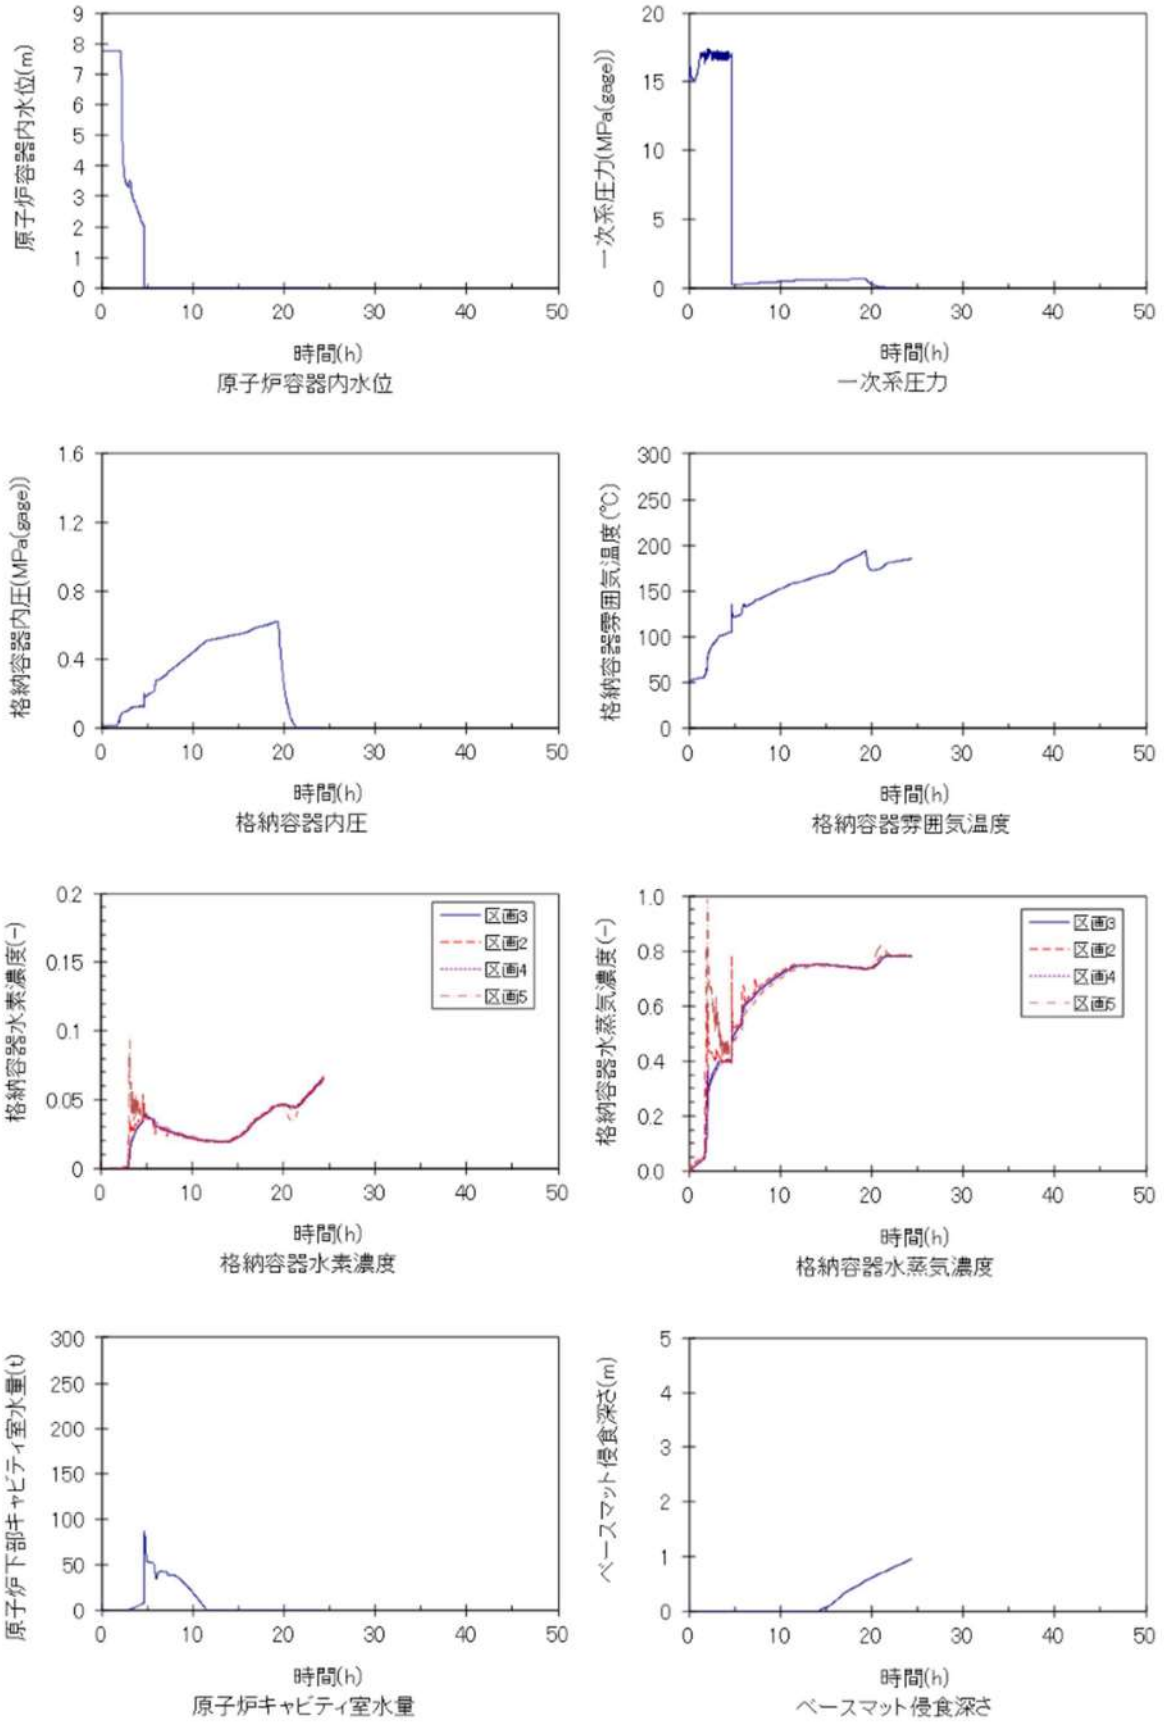 原子炉容器内水位(m)
9
8
7
6
5
4
3
2
1
0
0 10 20 30 40 50
時間(h)
原子炉容器内水位
一次系圧力(MPa(gage))
20
15
10
5
0
0 10 20 30 40 50
時間(h)
一次系圧力
格納容器内圧(MPa(gage))
1.6
1.2
0.8
0.4
0
0 10 20 30 40 50
時間(h)
格納容器内圧
格納容器雰囲気温度(℃)
300
250
200
150
100
50
0
0 10 20 30 40 50
時間(h)
格納容器雰囲気温度
格納容器水素濃度(-)
0.2
0.15
0.1
0.05
0
区画3
区画2
区画4
区画5
0 10 20 30 40 50
時間(h)
格納容器水素濃度
格納容器水蒸気濃度(-)
1.0
0.8
0.6
0.4
0.2
0.0
区画3
区画2
区画4
区画5
0 10 20 30 40 50
時間(h)
格納容器水蒸気濃度
原子炉下部キャビティ室水量(t)
300
250
200
150
100
50
0
0 10 20 30 40 50
時間(h)
原子炉キャビティ室水量
ベースマット侵食深さ(m)
5
4
3
2
1
0
0 10 20 30 40 50
時間(h)
ベースマット侵食深さ